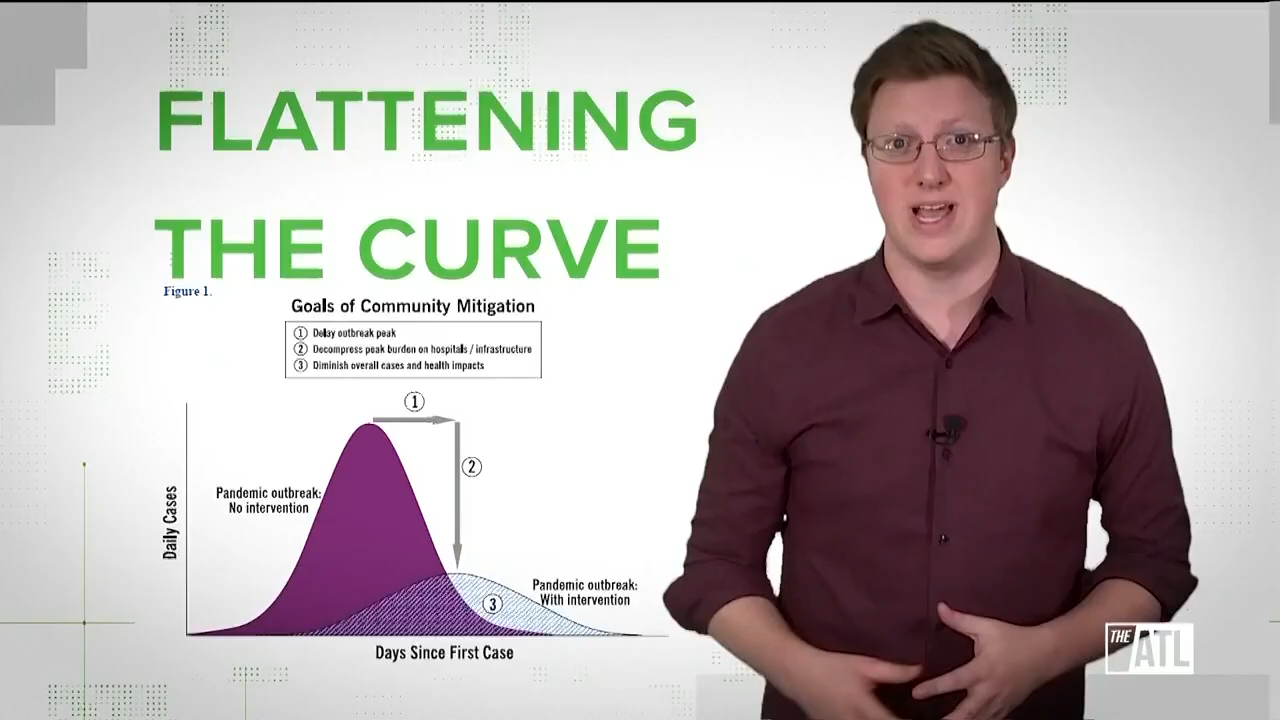 FLATTENING
THE CURVE
Figure 1.
Goals of Community Mitigation
① Delay outbreak peak
② Decompress peak burden on hospitals / infrastructure
③ Diminish overall cases and health impacts
①
②
Pandemic outbreak:
No intervention
Daily Cases
Pandemic outbreak:
With intervention
③
Days Since First Case
THE ATL